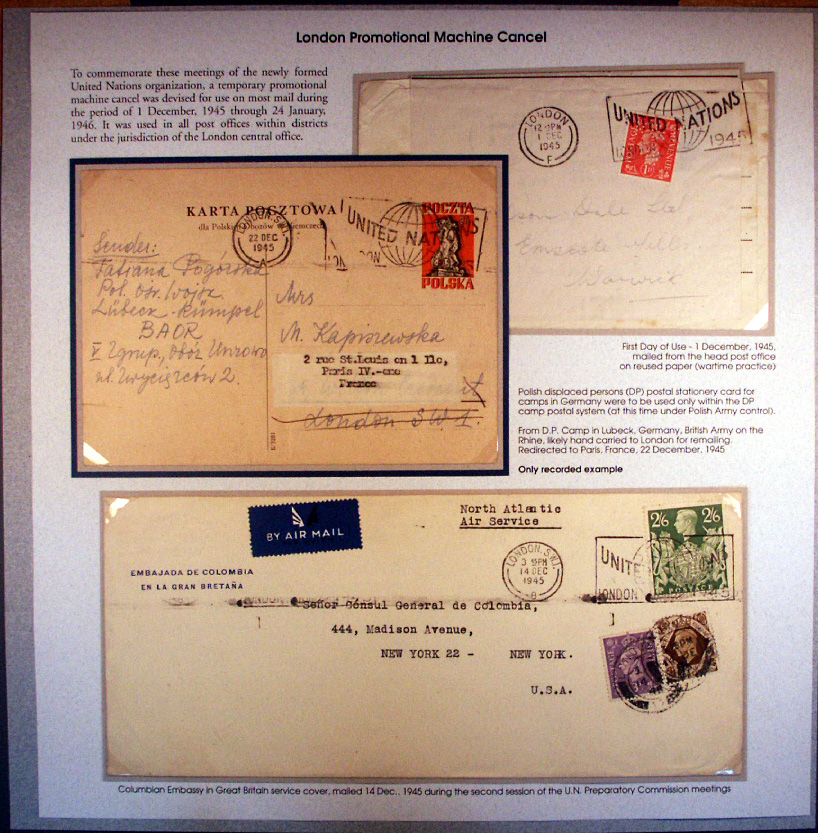 London Promotional Machine Cancel
To commemorate these meetings of the newly formed
United Nations organization, a temporary promotional
machine cancel was devised for use on most mail during
the period of 1 December, 1945 through 24 January,
1946. It was used in all post offices within districts
under the jurisdiction of the London central office.
LONDON
12 PM
1 DEC
1945
F
UNITED NATIONS
LONDON 1945
Dale Ltd
Emscote Mill
Warwick
First Day of Use - 1 December, 1945,
mailed from the head post office
on reused paper (wartime practice)
KARTA POCZTOWA
dla Polskich Obozów w Niemczech
LONDON. S.W.1.
22 DEC
1945
A
UNITED NATIONS
POCZTA
POLSKA
Sender:
Tatjana Pogórska
Pol. Ośr. Wojsz.
Lübeck-Kümpel
BAOR
V Zgrup, Obóz
ul. Zwycięzców 2.
Mrs
M. Kapiszewska
2 rue St.Louis en l Ile,
Paris IV.-eme
France
London SW1.
Polish displaced persons (DP) postal stationery card for
camps in Germany were to be used only within the DP
camp postal system (at this time under Polish Army control).
From D.P. Camp in Lubeck, Germany, British Army on the
Rhine, likely hand carried to London for remailing.
Redirected to Paris, France, 22 December, 1945
Only recorded example
BY AIR MAIL
North Atlantic
Air Service
EMBAJADA DE COLOMBIA
EN LA GRAN BRETAÑA
LONDON. S.W.1.
3 15PM
14 DEC
1945
UNITED NATIONS
LONDON 1945
2/6 2/6
POSTAGE
Señor Cónsul General de Colombia,
444, Madison Avenue,
NEW YORK 22 - NEW YORK.
U.S.A.
Columbian Embassy in Great Britain service cover, mailed 14 Dec., 1945 during the second session of the U.N. Preparatory Commission meetings